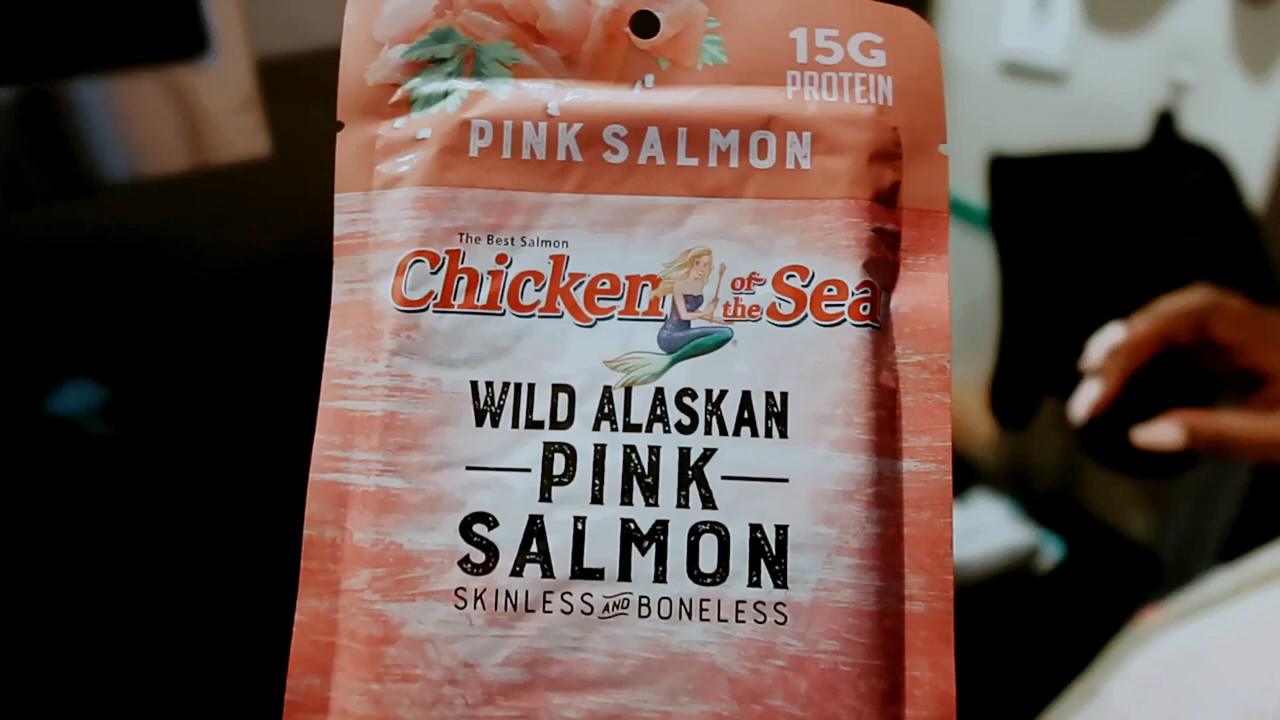 15G
PROTEIN
PINK SALMON
The Best Salmon
Chicken of the Sea
WILD ALASKAN
PINK
SALMON
SKINLESS AND BONELESS